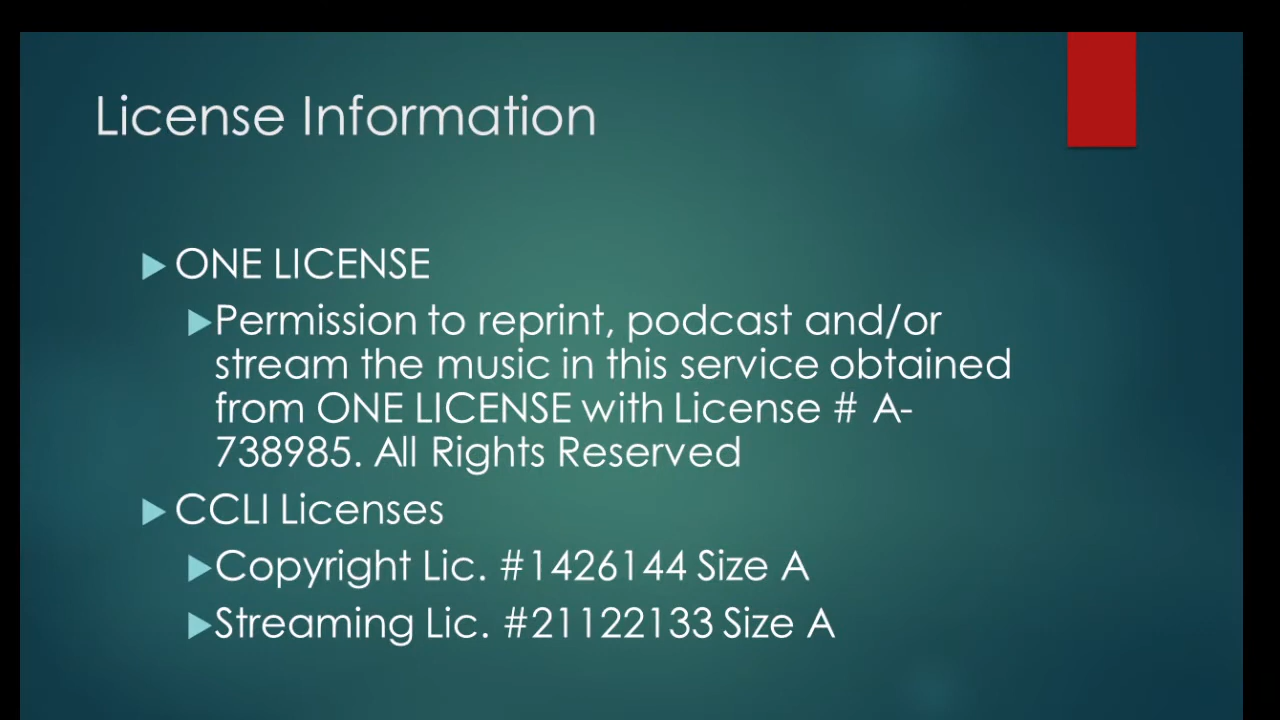 License Information
ONE LICENSE
Permission to reprint, podcast and/or
stream the music in this service obtained
from ONE LICENSE with License # A-
738985. All Rights Reserved
CCLI Licenses
Copyright Lic. #1426144 Size A
Streaming Lic. #21122133 Size A